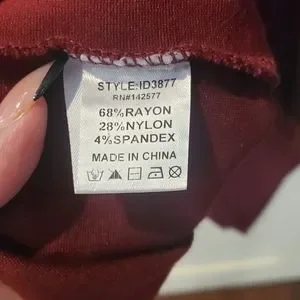 STYLE:ID3877
RN#142577
68%RAYON
28%NYLON
4%SPANDEX
MADE IN CHINA